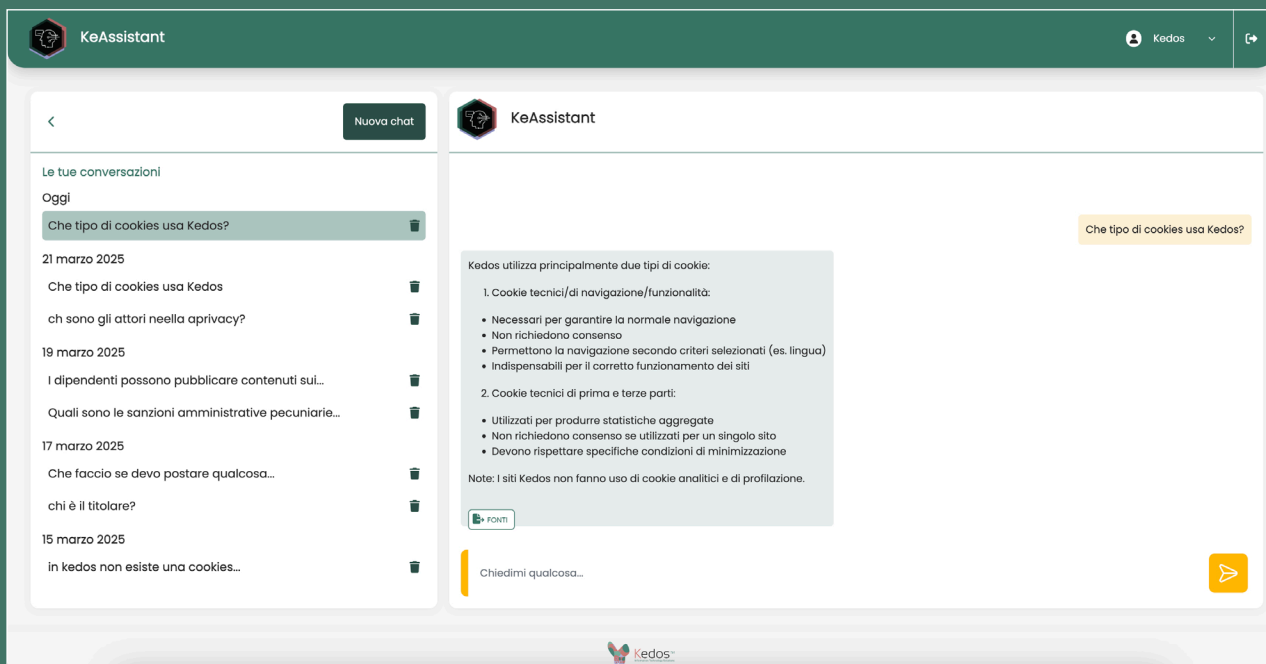 KeAssistant
Kedos
Nuova chat
Le tue conversazioni
Oggi
Che tipo di cookies usa Kedos?
21 marzo 2025
Che tipo di cookies usa Kedos
ch sono gli attori neella aprivacy?
19 marzo 2025
I dipendenti possono pubblicare contenuti sui...
Quali sono le sanzioni amministrative pecuniarie...
17 marzo 2025
Che faccio se devo postare qualcosa...
chi è il titolare?
15 marzo 2025
in kedos non esiste una cookies...
KeAssistant
Che tipo di cookies usa Kedos?
Kedos utilizza principalmente due tipi di cookie:
1. Cookie tecnici/di navigazione/funzionalità:
• Necessari per garantire la normale navigazione
• Non richiedono consenso
• Permettono la navigazione secondo criteri selezionati (es. lingua)
• Indispensabili per il corretto funzionamento dei siti
2. Cookie tecnici di prima e terze parti:
• Utilizzati per produrre statistiche aggregate
• Non richiedono consenso se utilizzati per un singolo sito
• Devono rispettare specifiche condizioni di minimizzazione
Note: I siti Kedos non fanno uso di cookie analitici e di profilazione.
FONTI
Chiedimi qualcosa...
Kedos